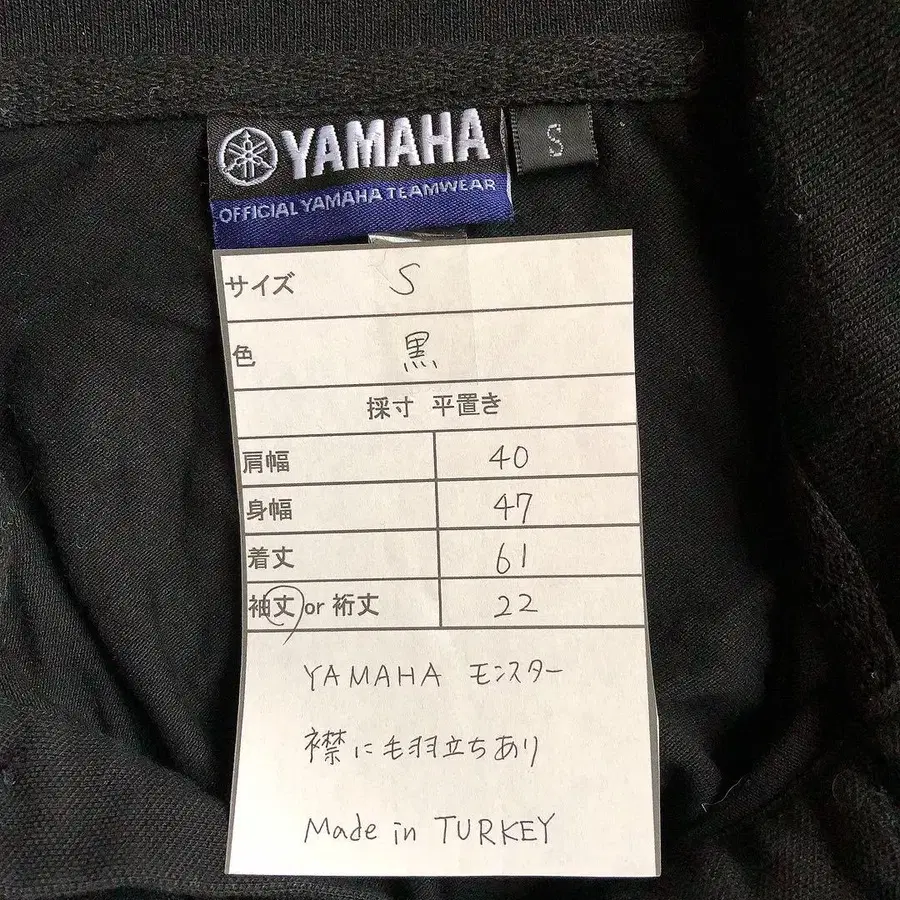 YAMAHA
S
OFFICIAL YAMAHA TEAMWEAR
サイズ S
色 黒
採寸 平置き
肩幅 40
身幅 47
着丈 61
袖丈 or 裄丈 22
YAMAHA モンスター
襟に毛羽立ちあり
Made in TURKEY